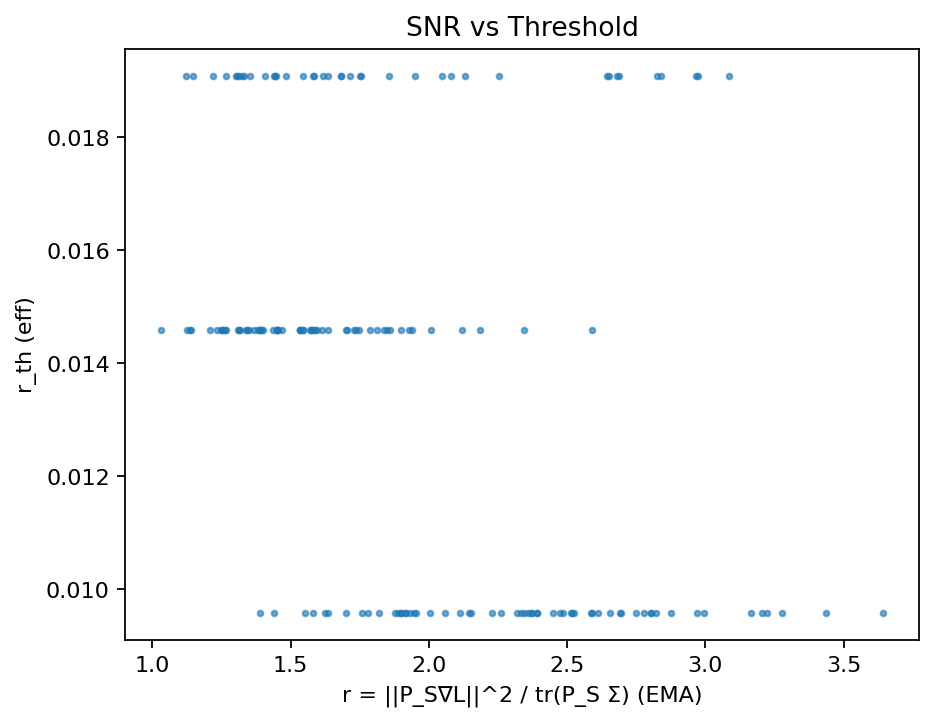 SNR vs Threshold
r_th (eff)
0.018
0.016
0.014
0.012
0.010
1.0 1.5 2.0 2.5 3.0 3.5
r = ||P_S∇L||^2 / tr(P_S Σ) (EMA)